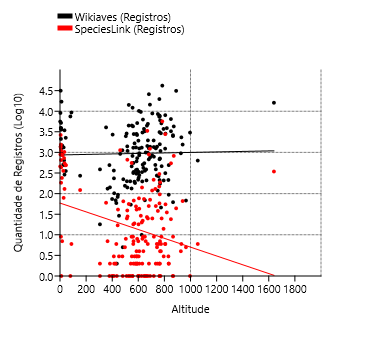 Wikiaves (Registros)
SpeciesLink (Registros)
Quantidade de Registros (Log10)
4.5
4.0
3.5
3.0
2.5
2.0
1.5
1.0
0.5
0.0
0 200 400 600 800 1000 1200 1400 1600 1800
Altitude